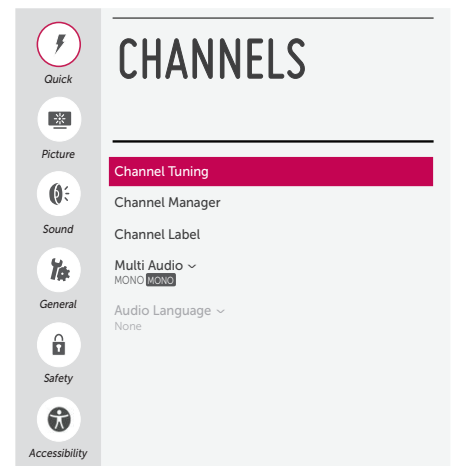 Quick
Picture
Sound
General
Safety
Accessibility
CHANNELS
Channel Tuning
Channel Manager
Channel Label
Multi Audio
MONO MONO
Audio Language
None